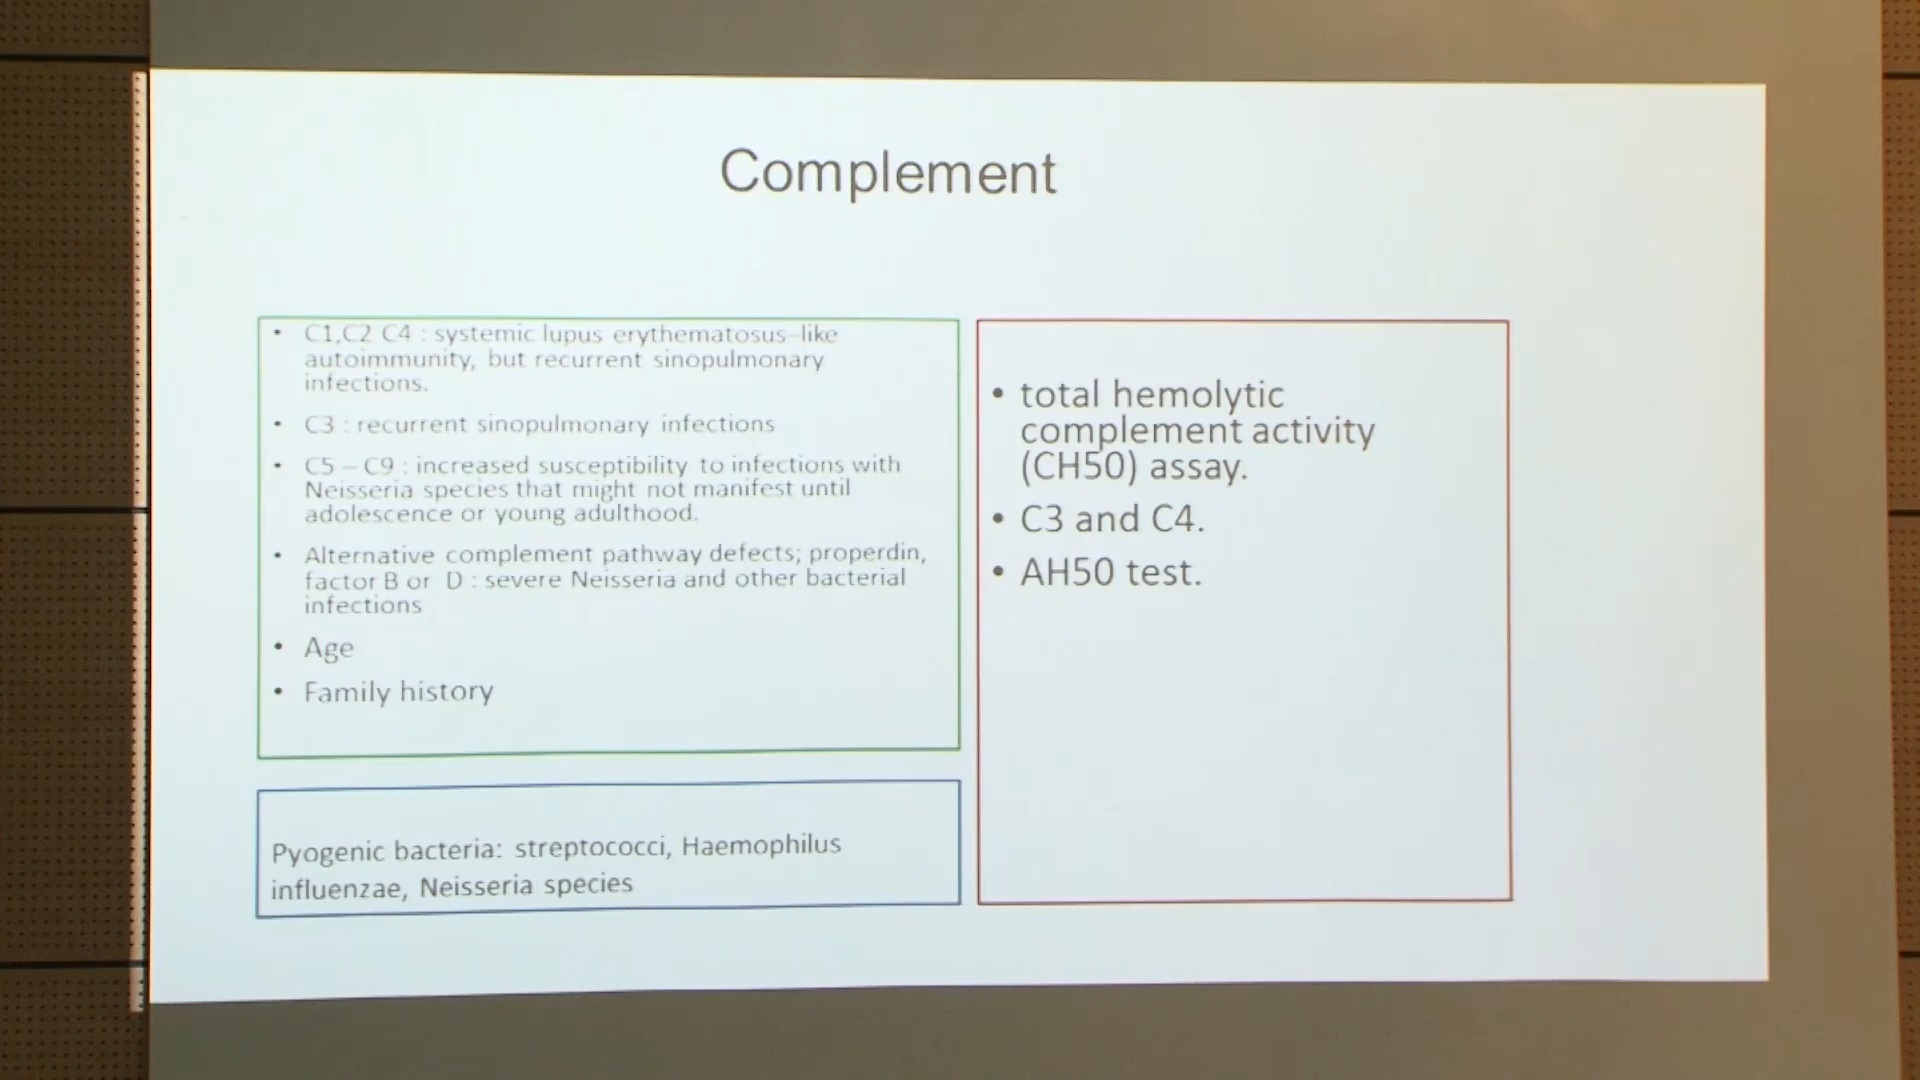 Complement
• C1,C2 C4 : systemic lupus erythematosus–like
autoimmunity, but recurrent sinopulmonary
infections.
• C3 : recurrent sinopulmonary infections
• C5 – C9 : increased susceptibility to infections with
Neisseria species that might not manifest until
adolescence or young adulthood.
• Alternative complement pathway defects; properdin,
factor B or D : severe Neisseria and other bacterial
infections
• Age
• Family history
Pyogenic bacteria: streptococci, Haemophilus
influenzae, Neisseria species
• total hemolytic
complement activity
(CH50) assay.
• C3 and C4.
• AH50 test.